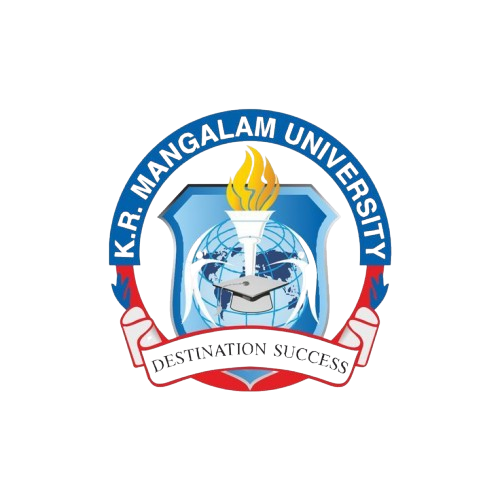 K.R. MANGALAM UNIVERSITY
DESTINATION SUCCESS